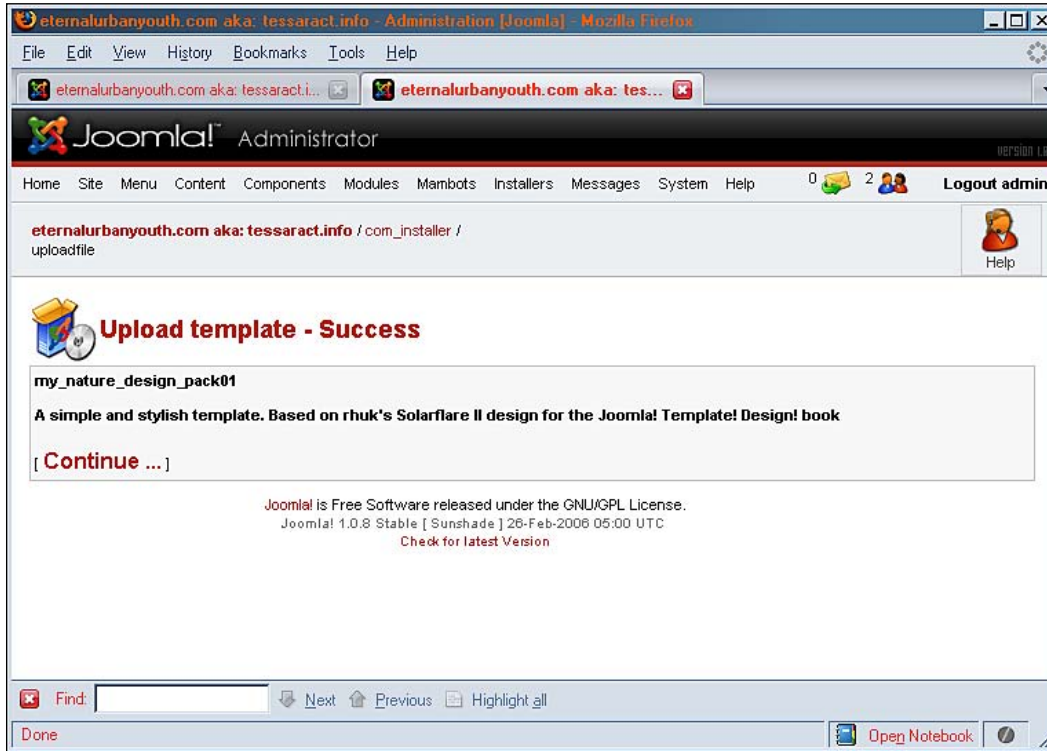 eternalurbanyouth.com aka: tessaract.info - Administration [Joomla] - Mozilla Firefox
File Edit View History Bookmarks Tools Help
eternalurbanyouth.com aka: tessaract.i... eternalurbanyouth.com aka: tes...
Joomla!™ Administrator
version 1.0
Home Site Menu Content Components Modules Mambots Installers Messages System Help 0 2 Logout admin
eternalurbanyouth.com aka: tessaract.info / com_installer /
uploadfile
Help
Upload template - Success
my_nature_design_pack01
A simple and stylish template. Based on rhuk's Solarflare II design for the Joomla! Template! Design! book
[ Continue ... ]
Joomla! is Free Software released under the GNU/GPL License.
Joomla! 1.0.8 Stable [ Sunshade ] 26-Feb-2006 05:00 UTC
Check for latest Version
Find: Next Previous Highlight all
Done Open Notebook